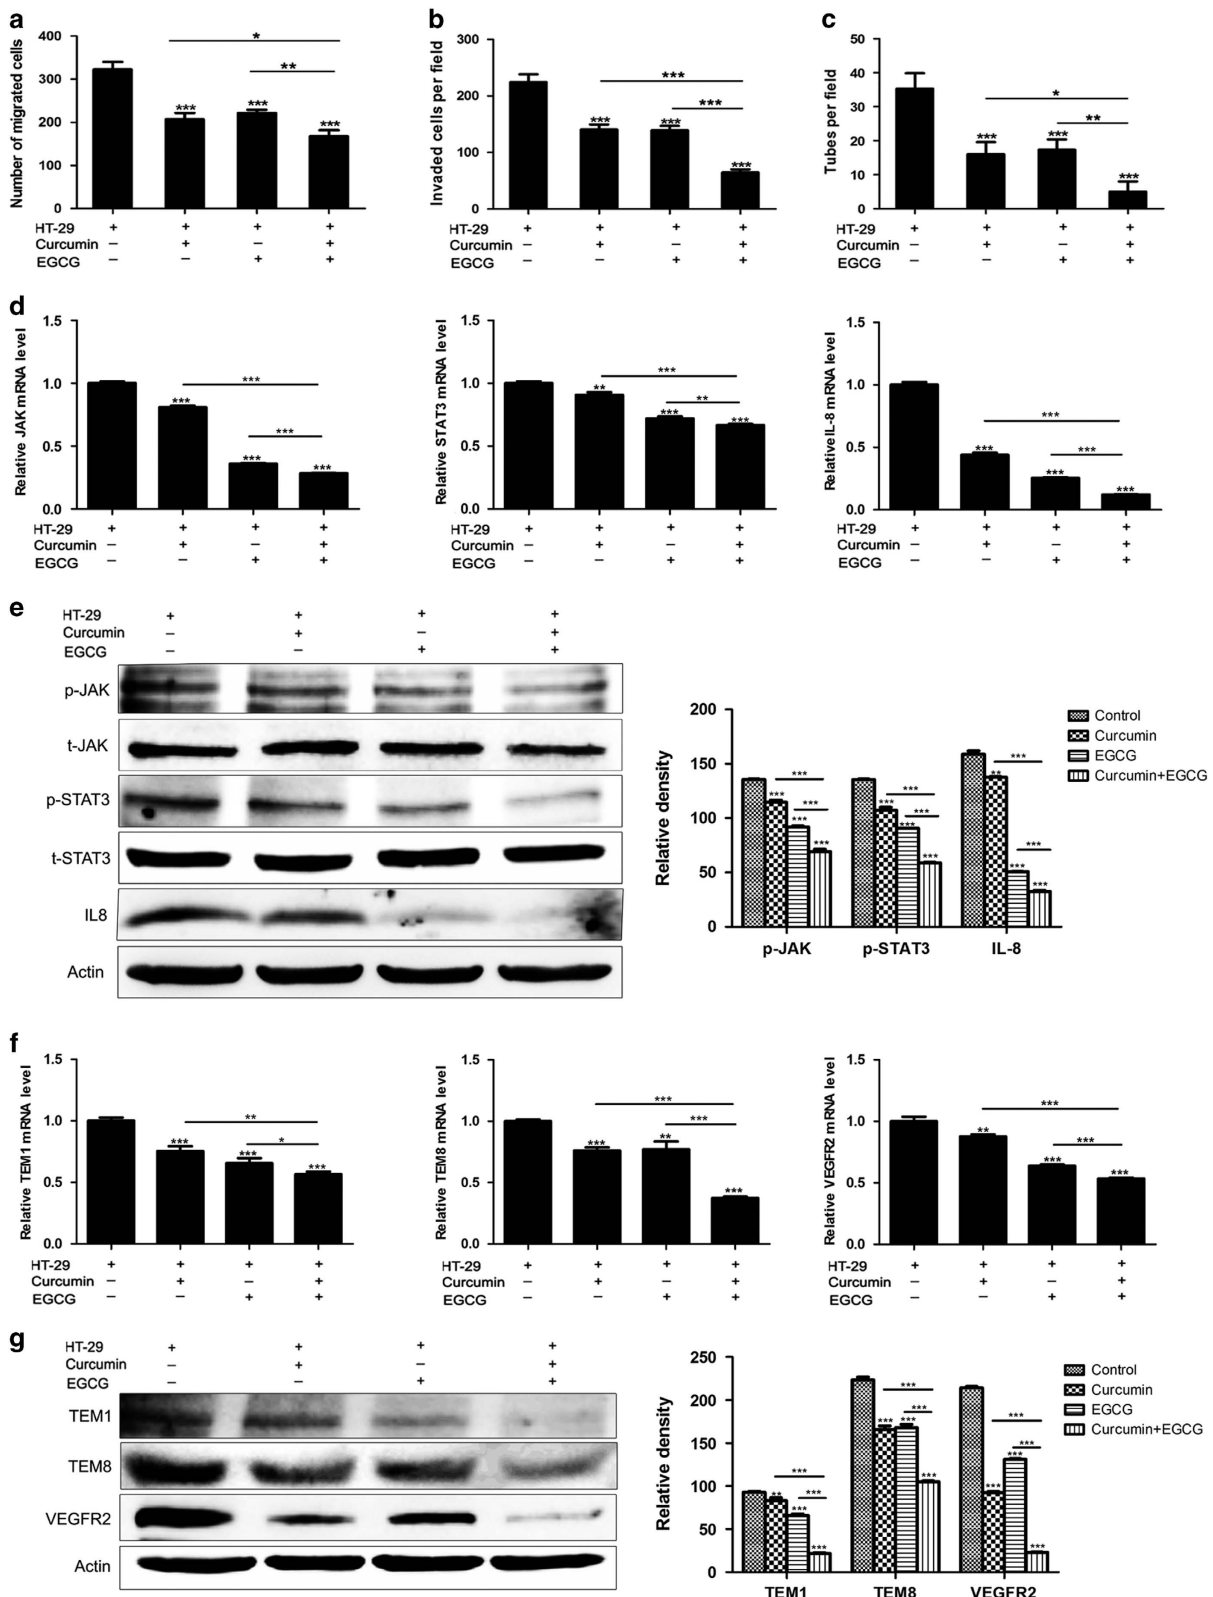 a
Number of migrated cells
400
300
200
100
0
*
**
***
***
***
HT-29 + + + +
Curcumin – + – +
EGCG – – + +
b
Invaded cells per field
300
200
100
0
***
***
***
***
***
HT-29 + + + +
Curcumin – + – +
EGCG – – + +
c
Tubes per field
50
40
30
20
10
0
*
**
***
***
***
HT-29 + + + +
Curcumin – + – +
EGCG – – + +
d
Relative JAK mRNA level
1.5
1.0
0.5
0.0
***
***
***
***
***
HT-29 + + + +
Curcumin – + – +
EGCG – – + +
Relative STAT3 mRNA level
1.5
1.0
0.5
0.0
***
**
**
***
***
HT-29 + + + +
Curcumin – + – +
EGCG – – + +
Relative IL-8 mRNA level
1.5
1.0
0.5
0.0
***
***
***
***
***
HT-29 + + + +
Curcumin – + – +
EGCG – – + +
e
HT-29 + + + +
Curcumin – + – +
EGCG – – + +
p-JAK
t-JAK
p-STAT3
t-STAT3
IL8
Actin
Relative density
200
150
100
50
0
*** *** ***
*** *** **
*** *** ***
*** *** ***
*** *** ***
p-JAK p-STAT3 IL-8
Control
Curcumin
EGCG
Curcumin+EGCG
f
Relative TEM1 mRNA level
1.5
1.0
0.5
0.0
**
*
***
***
***
HT-29 + + + +
Curcumin – + – +
EGCG – – + +
Relative TEM8 mRNA level
1.5
1.0
0.5
0.0
***
***
***
**
***
HT-29 + + + +
Curcumin – + – +
EGCG – – + +
Relative VEGFR2 mRNA level
1.5
1.0
0.5
0.0
***
***
**
***
***
HT-29 + + + +
Curcumin – + – +
EGCG – – + +
g
HT-29 + + + +
Curcumin – + – +
EGCG – – + +
TEM1
TEM8
VEGFR2
Actin
Relative density
250
200
150
100
50
0
*** *** ***
*** *** ***
** *** ***
*** *** ***
*** *** ***
TEM1 TEM8 VEGFR2
Control
Curcumin
EGCG
Curcumin+EGCG